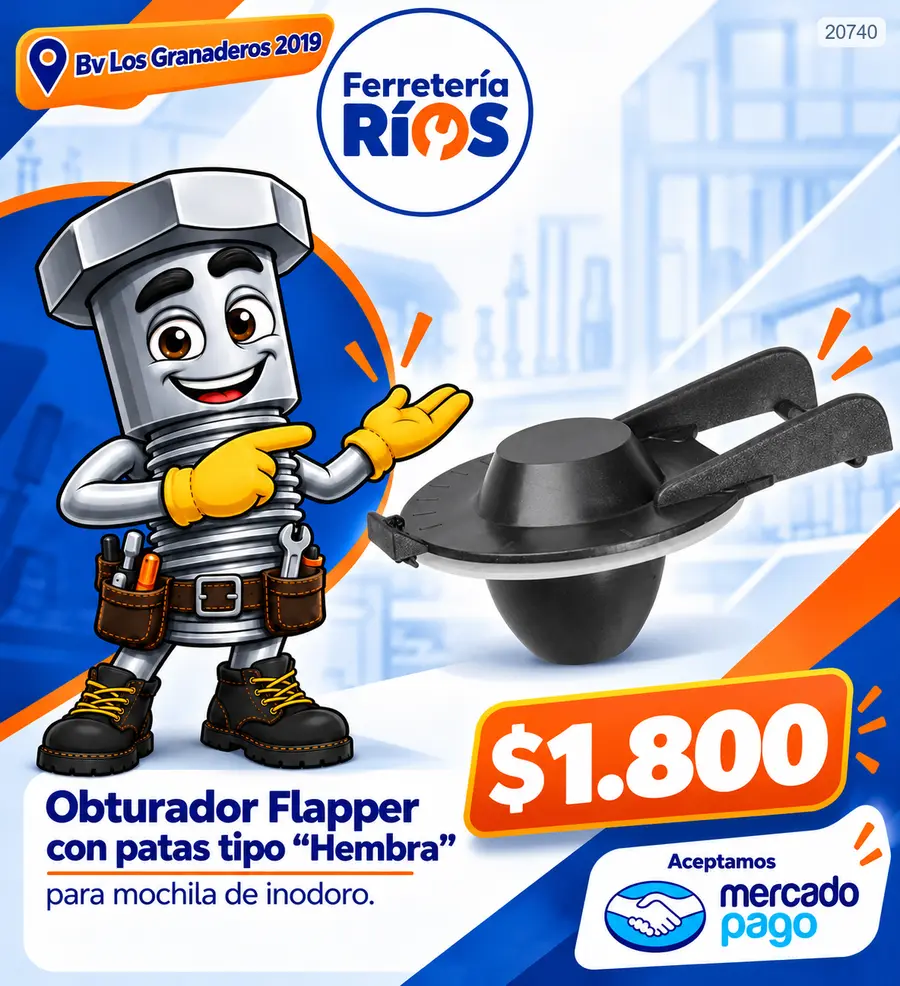 Bv Los Granaderos 2019
Ferretería
RÍOS
20740
$1.800
Obturador Flapper
con patas tipo “Hembra”
para mochila de inodoro.
Aceptamos
mercado
pago